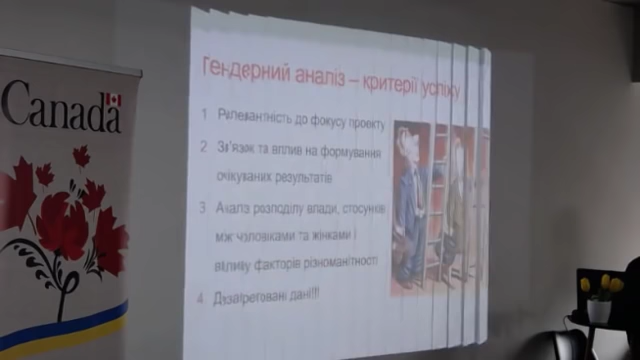 Canada
Гендерний аналіз – критерії успіху
1 Релевантність до фокусу проекту
2 Зв'язок та вплив на формування
очікуваних результатів
3 Аналіз розподілу влади, стосунків
між чоловіками та жінками і
впливу факторів різноманітності
4 Дезагреговані дані!!!